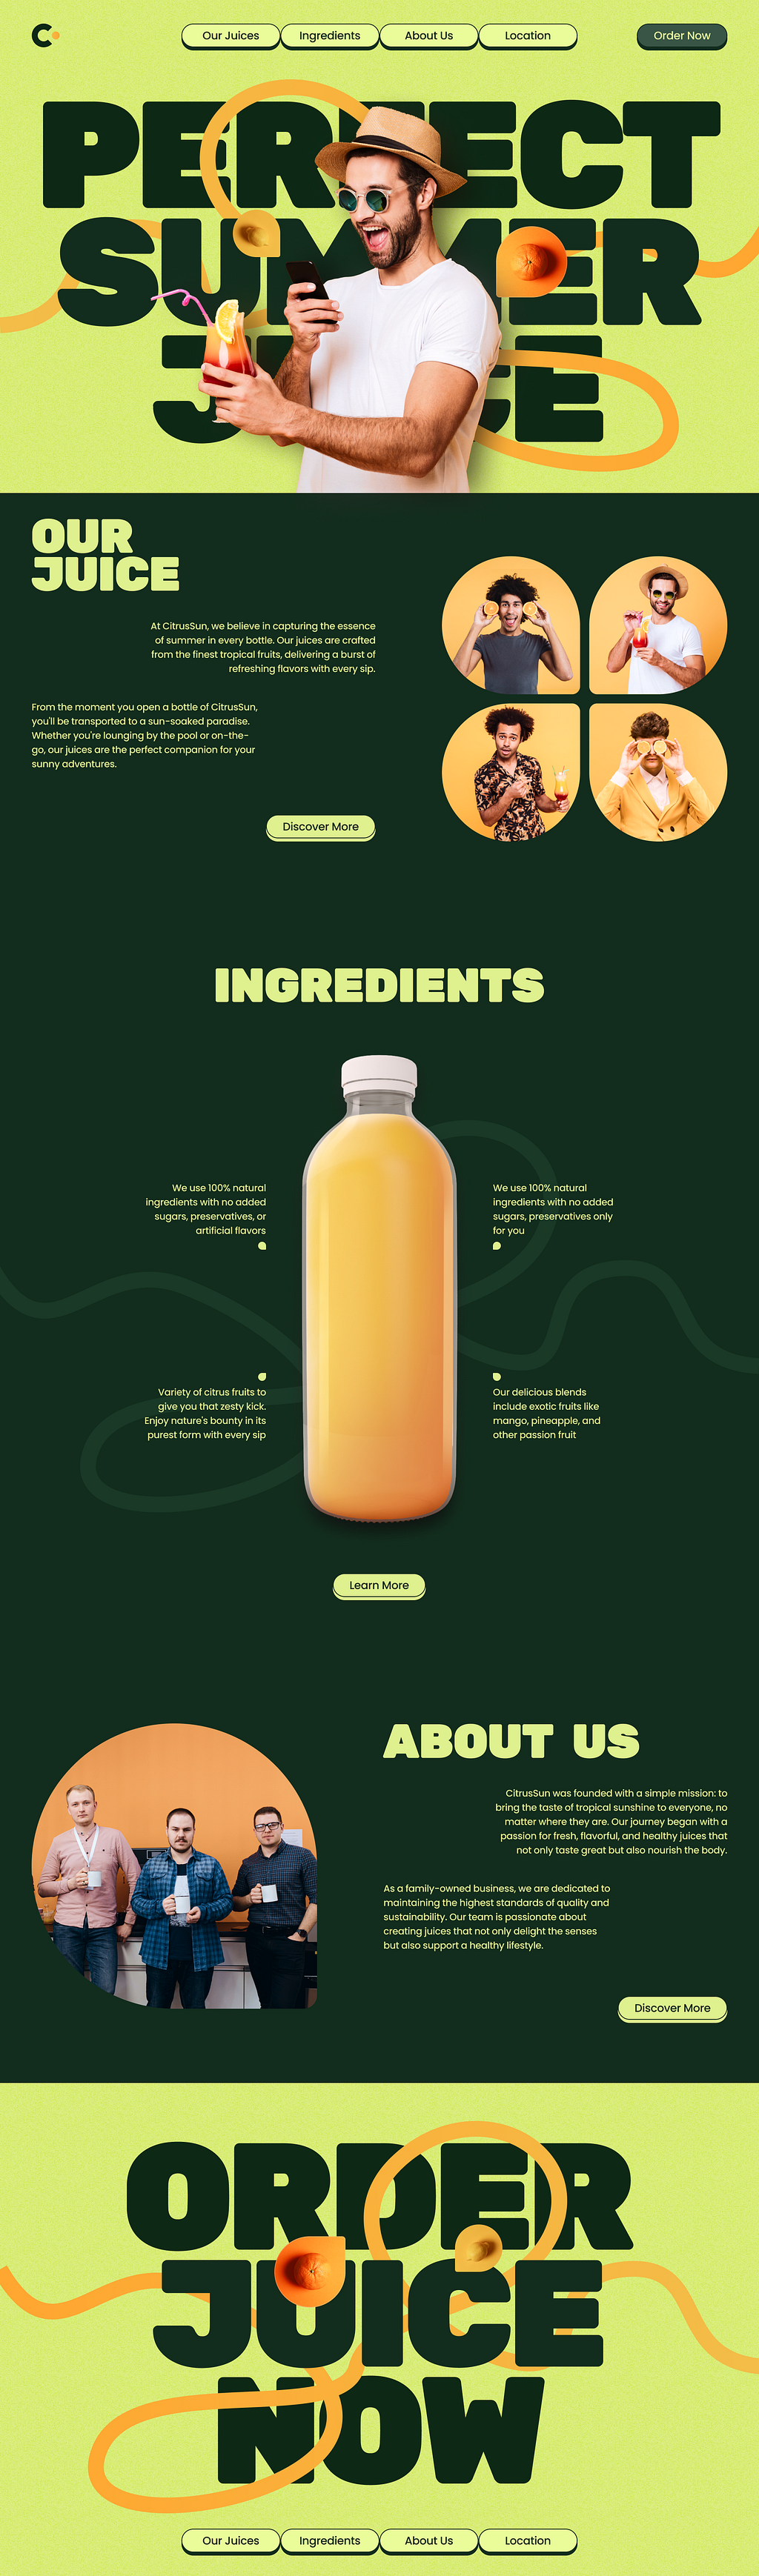 Our Juices
Ingredients
About Us
Location
Order Now
PERFECT
SUMMER
JUICE
OUR
JUICE
At CitrusSun, we believe in capturing the essence
of summer in every bottle. Our juices are crafted
from the finest tropical fruits, delivering a burst of
refreshing flavors with every sip.
From the moment you open a bottle of CitrusSun,
you'll be transported to a sun-soaked paradise.
Whether you're lounging by the pool or on-the-
go, our juices are the perfect companion for your
sunny adventures.
Discover More
INGREDIENTS
We use 100% natural
ingredients with no added
sugars, preservatives, or
artificial flavors
We use 100% natural
ingredients with no added
sugars, preservatives only
for you
Variety of citrus fruits to
give you that zesty kick.
Enjoy nature's bounty in its
purest form with every sip
Our delicious blends
include exotic fruits like
mango, pineapple, and
other passion fruit
Learn More
ABOUT US
CitrusSun was founded with a simple mission: to
bring the taste of tropical sunshine to everyone, no
matter where they are. Our journey began with a
passion for fresh, flavorful, and healthy juices that
not only taste great but also nourish the body.
As a family-owned business, we are dedicated to
maintaining the highest standards of quality and
sustainability. Our team is passionate about
creating juices that not only delight the senses
but also support a healthy lifestyle.
Discover More
ORDER
JUICE
NOW
Our Juices
Ingredients
About Us
Location